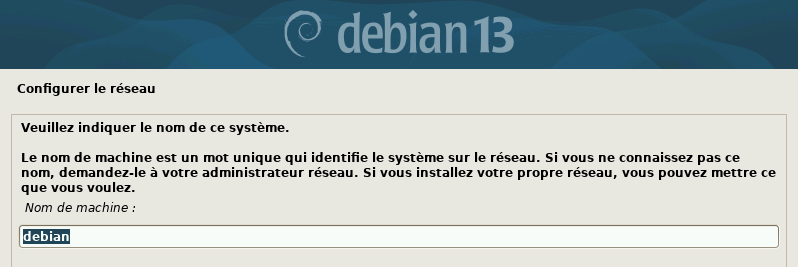 debian 13
Configurer le réseau
Veuillez indiquer le nom de ce système.
Le nom de machine est un mot unique qui identifie le système sur le réseau. Si vous ne connaissez pas ce
nom, demandez-le à votre administrateur réseau. Si vous installez votre propre réseau, vous pouvez mettre ce
que vous voulez.
Nom de machine :
debian